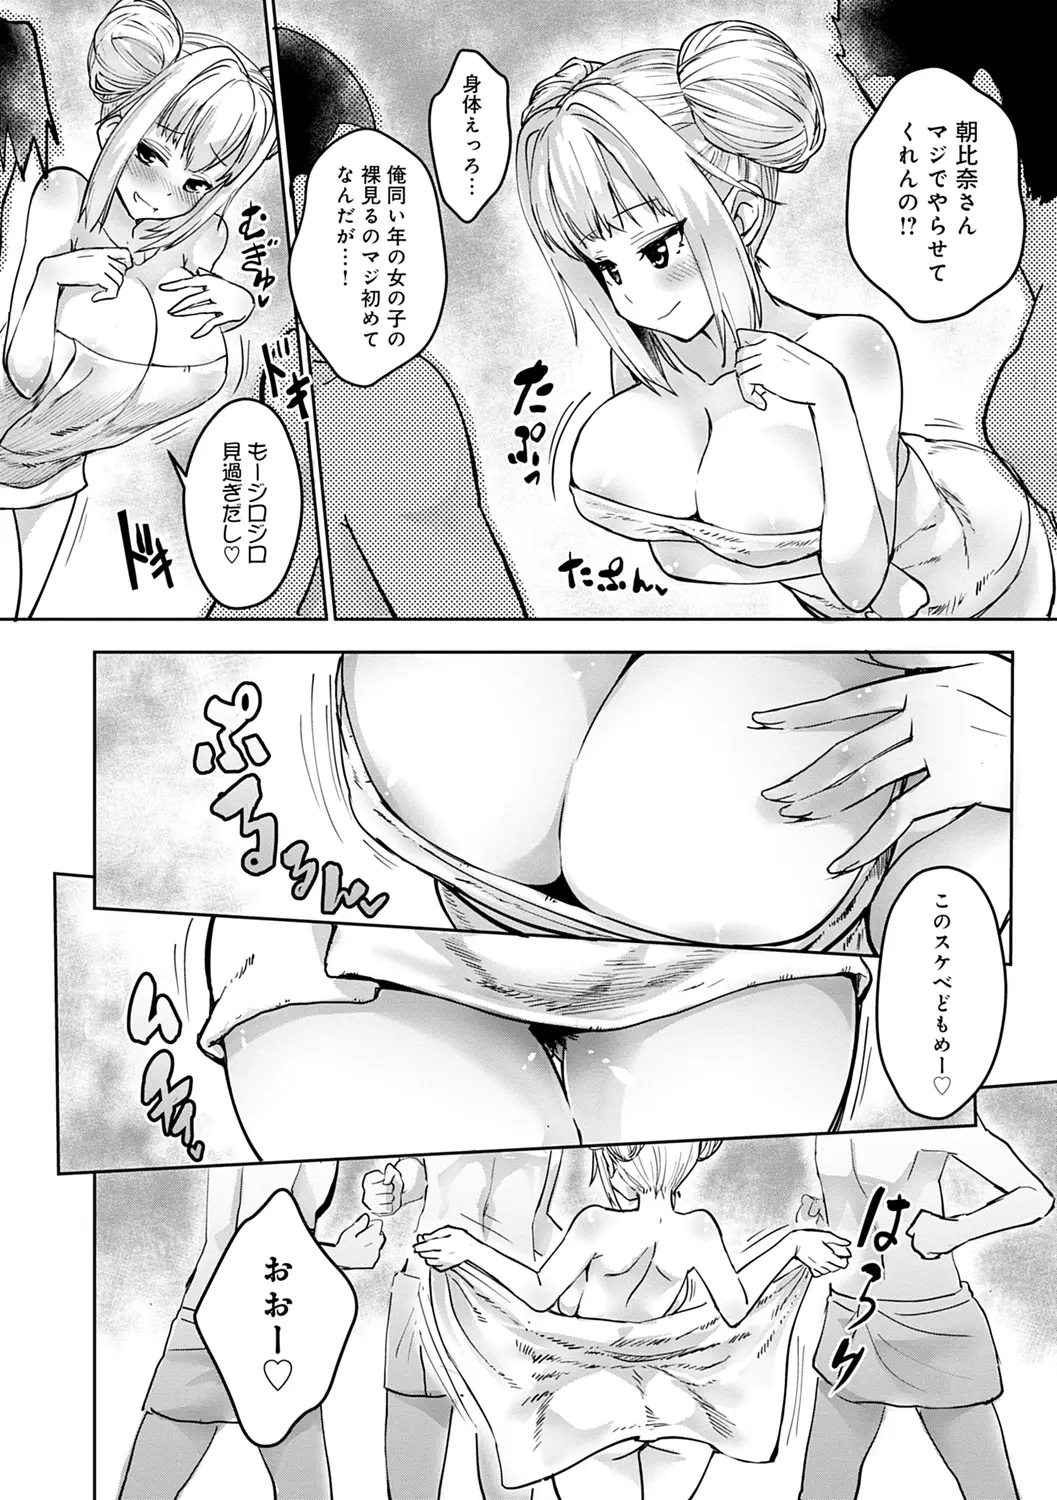 朝比奈さん
マジでやらせて
くれんの!?
身体えっろ…
たぷっ
たぷん
俺同い年の女の子の
裸見るのマジ初めて
なんだが…!
むぎゅ
ドキ
ドキ
もージロジロ
見過ぎだし♡
ぷるるるん
このスケベどもめー♡
ムチィ
はらり
おおー♡